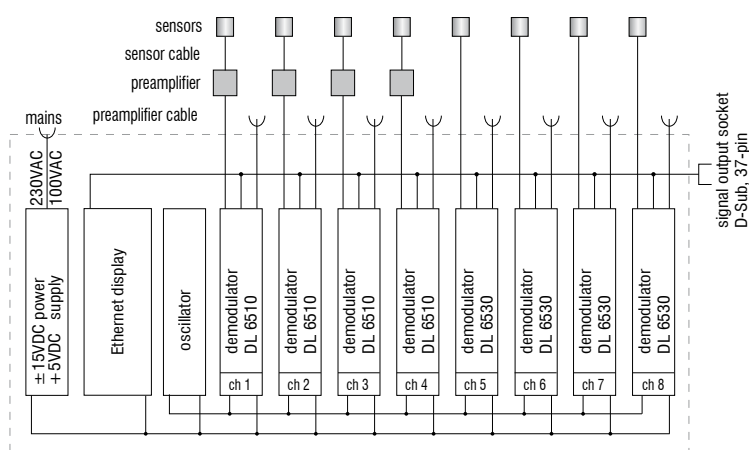 sensors
sensor cable
preamplifier
mains
preamplifier cable
230VAC
100VAC
signal output socket
D-Sub, 37-pin
±15VDC power
+5VDC supply
Ethernet display
oscillator
demodulator
DL 6510
demodulator
DL 6510
demodulator
DL 6510
demodulator
DL 6510
demodulator
DL 6530
demodulator
DL 6530
demodulator
DL 6530
demodulator
DL 6530
ch 1
ch 2
ch 3
ch 4
ch 5
ch 6
ch 7
ch 8